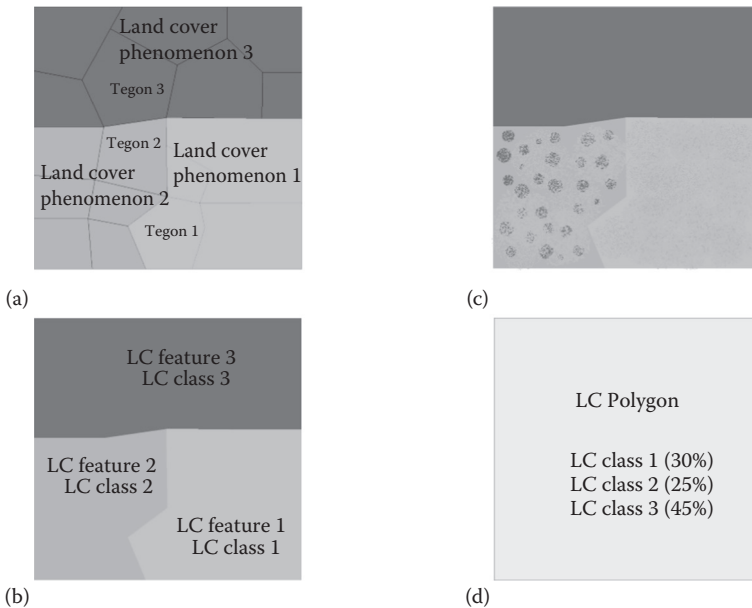 Land cover
phenomenon 3
Tegon 3
Tegon 2
Land cover
phenomenon 1
Land cover
phenomenon 2
Tegon 1
(a)
(c)
LC feature 3
LC class 3
LC feature 2
LC class 2
LC feature 1
LC class 1
(b)
LC Polygon
LC class 1 (30%)
LC class 2 (25%)
LC class 3 (45%)
(d)